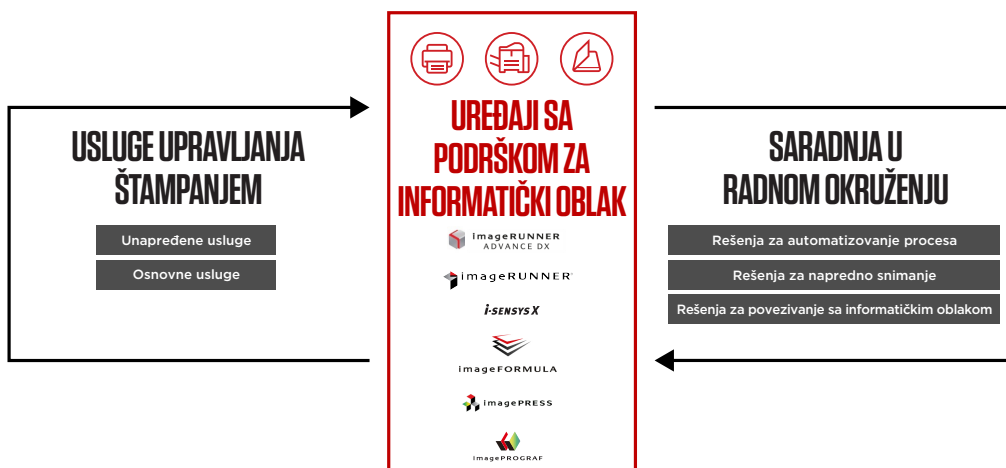 USLUGE UPRAVLJANJA
ŠTAMPANJEM
Unapređene usluge
Osnovne usluge
UREĐAJI SA
PODRŠKOM ZA
INFORMATIČKI OBLAK
imageRUNNER
ADVANCE DX
imageRUNNER
i-SENSYS X
imageFORMULA
imagePRESS
imagePROGRAF
SARADNJA U
RADNOM OKRUŽENJU
Rešenja za automatizovanje procesa
Rešenja za napredno snimanje
Rešenja za povezivanje sa informatičkim oblakom